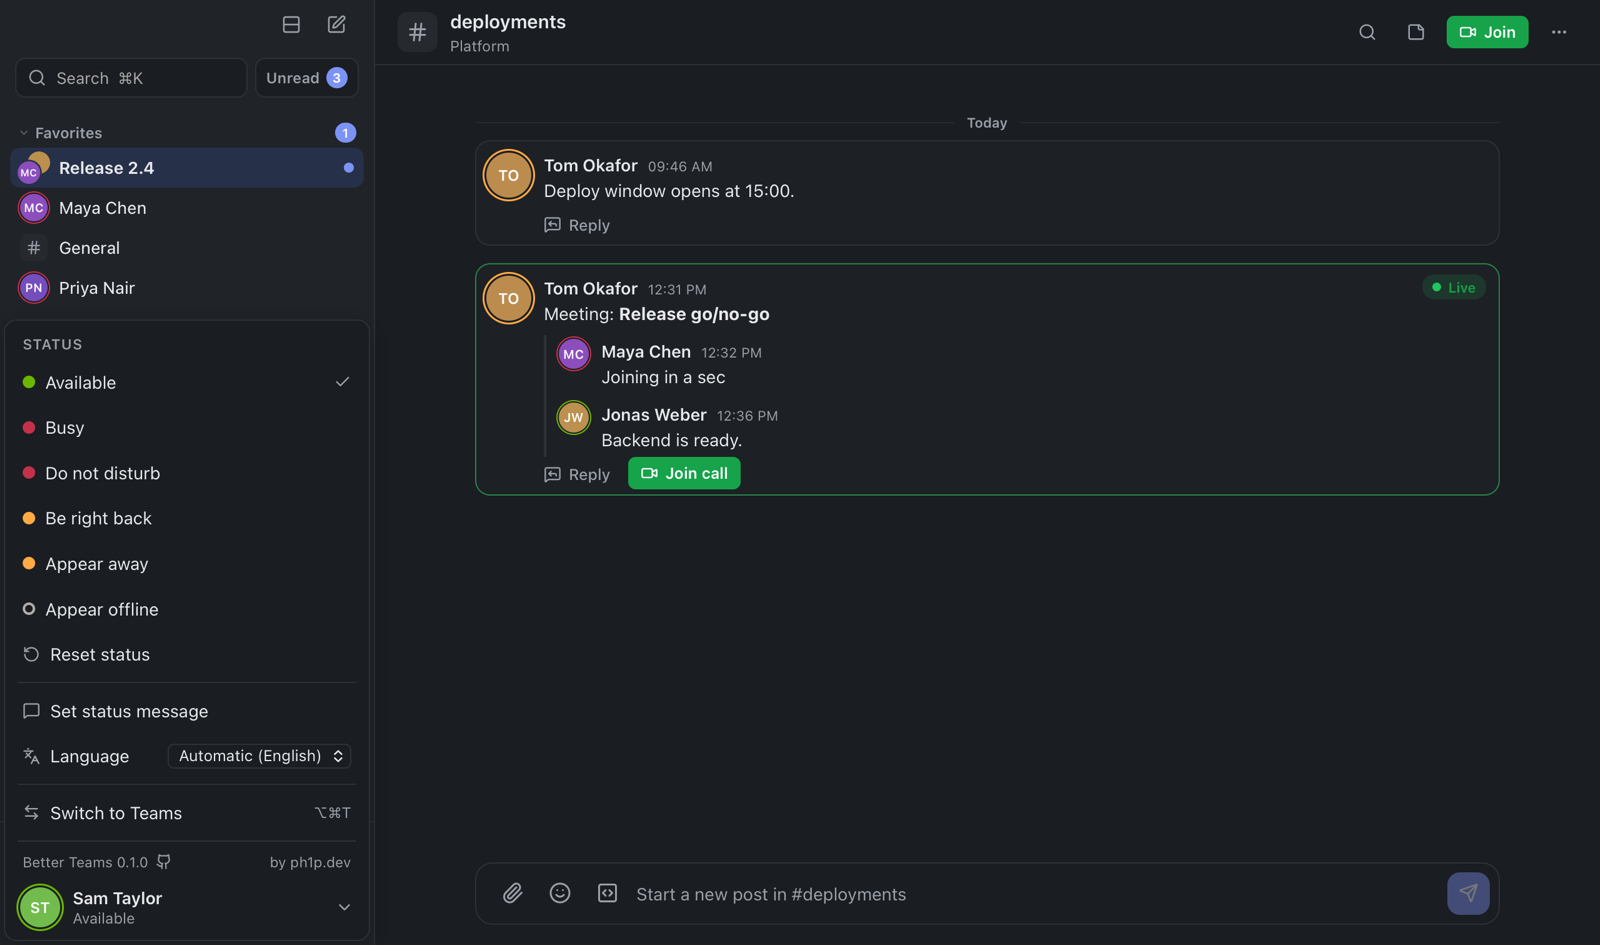 Search ⌘K
Unread 3
Favorites 1
MC Release 2.4
MC Maya Chen
# General
PN Priya Nair
STATUS
Available
Busy
Do not disturb
Be right back
Appear away
Appear offline
Reset status
Set status message
Language Automatic (English)
Switch to Teams ⌥⌘T
Better Teams 0.1.0 by ph1p.dev
ST Sam Taylor
Available
# deployments
Platform
Join
Today
TO Tom Okafor 09:46 AM
Deploy window opens at 15:00.
Reply
TO Tom Okafor 12:31 PM Live
Meeting: Release go/no-go
MC Maya Chen 12:32 PM
Joining in a sec
JW Jonas Weber 12:36 PM
Backend is ready.
Reply Join call
Start a new post in #deployments